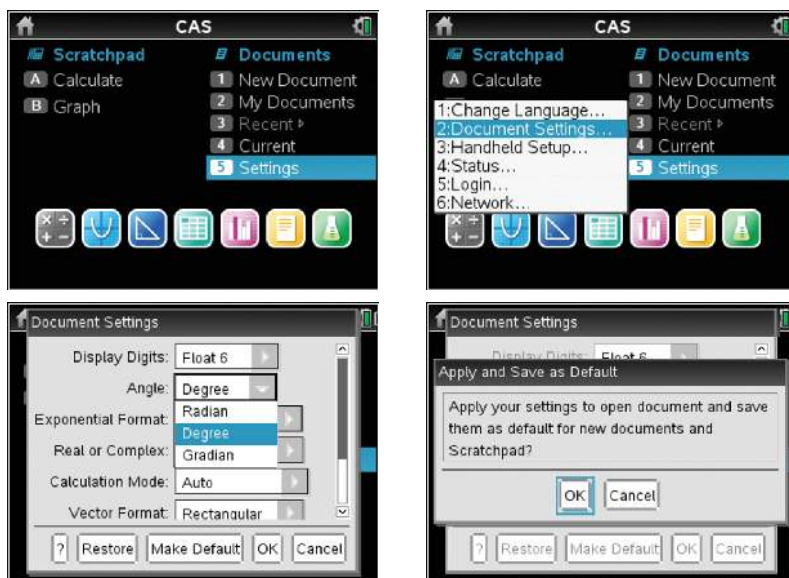 CAS
Scratchpad
Documents
A Calculate
1 New Document
B Graph
2 My Documents
3 Recent
4 Current
5 Settings
CAS
Scratchpad
Documents
A Calculate
1 New Document
2 My Documents
3 Recent
4 Current
5 Settings
1:Change Language...
2:Document Settings...
3:Handheld Setup...
4:Status...
5:Login...
6:Network...
Document Settings
Display Digits: Float 6
Angle: Degree
Radian
Degree
Gradian
Exponential Format:
Real or Complex:
Calculation Mode: Auto
Vector Format: Rectangular
? Restore Make Default OK Cancel
Document Settings
Display Digits: Float 6
Apply and Save as Default
Apply your settings to open document and save
them as default for new documents and
Scratchpad?
OK Cancel
? Restore Make Default OK Cancel